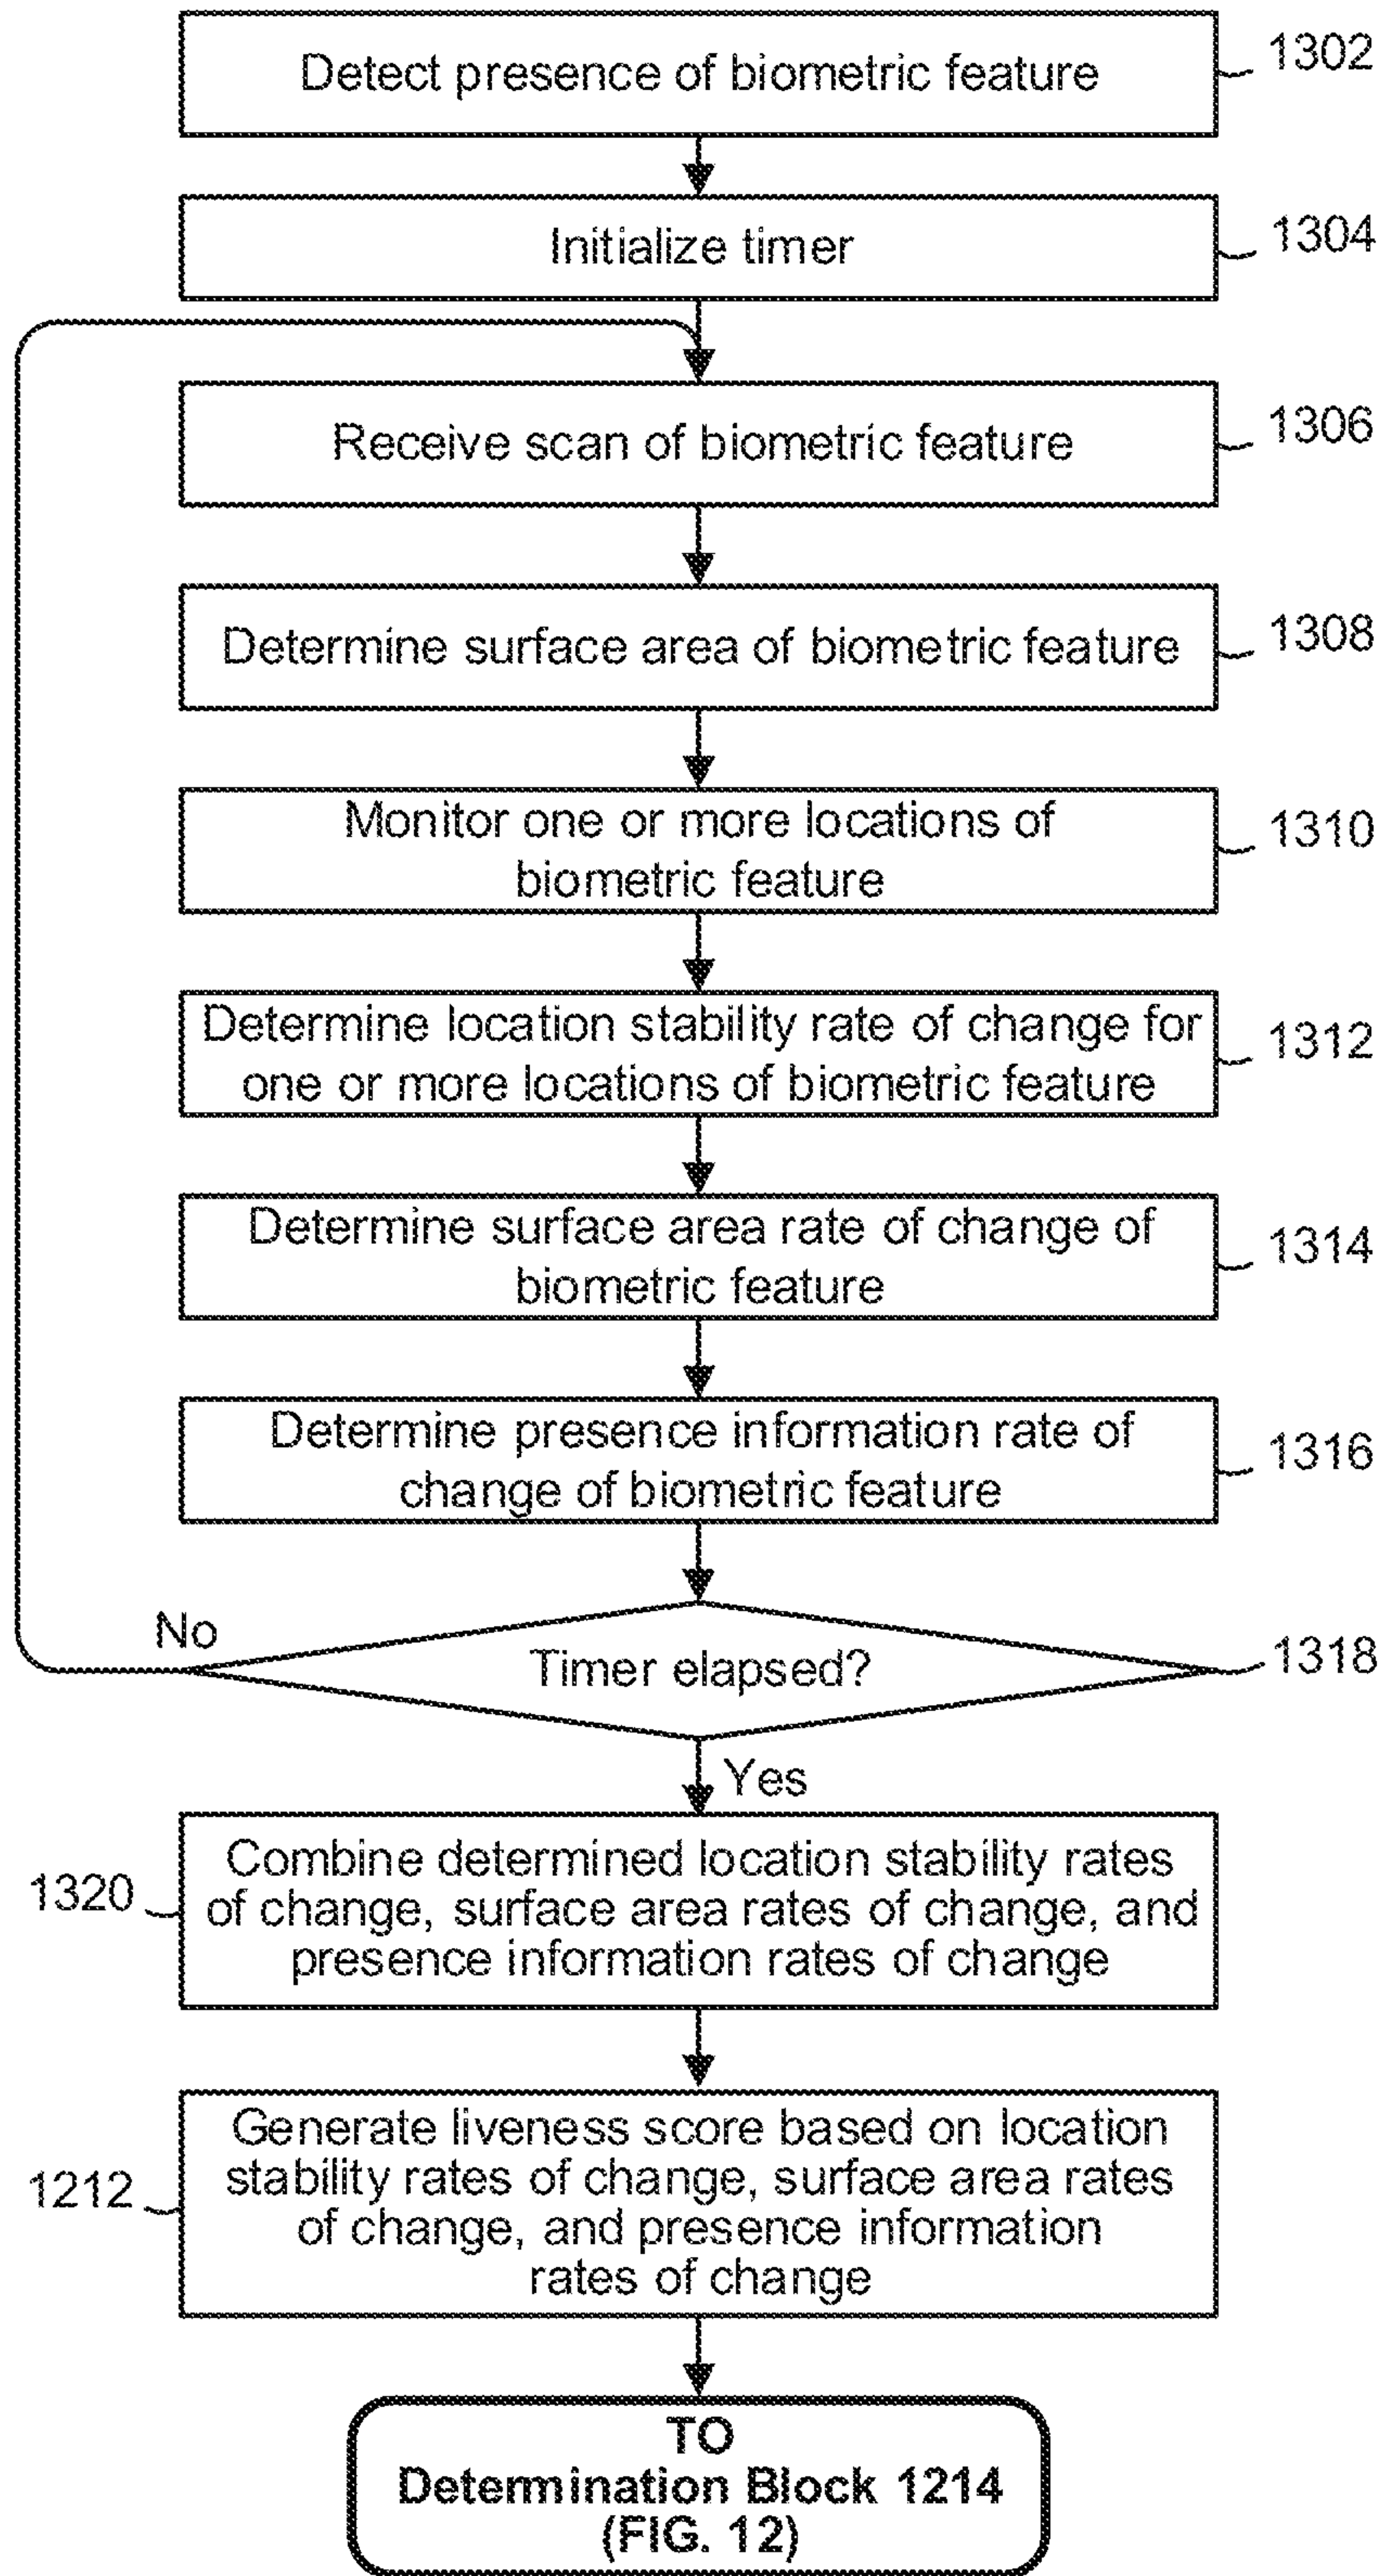 Detect presence of biometric feature
1302
Initialize timer
1304
Receive scan of biometric feature
1306
Determine surface area of biometric feature
1308
Monitor one or more locations of
biometric feature
1310
Determine location stability rate of change for
one or more locations of biometric feature
1312
Determine surface area rate of change of
biometric feature
1314
Determine presence information rate of
change of biometric feature
1316
No
Timer elapsed?
1318
Yes
1320
Combine determined location stability rates
of change, surface area rates of change, and
presence information rates of change
1212
Generate liveness score based on location
stability rates of change, surface area rates
of change, and presence information
rates of change
TO
Determination Block 1214
(FIG. 12)